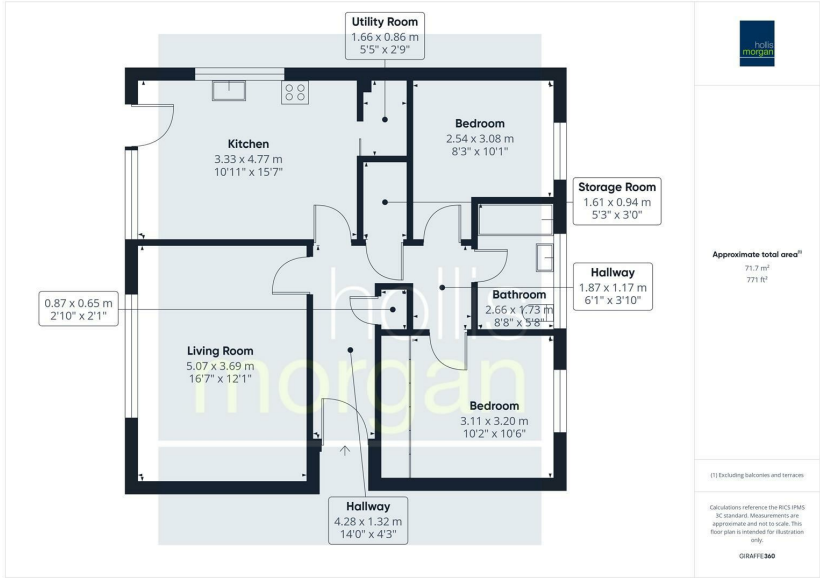 Utility Room
1.66 x 0.86 m
5'5" x 2'9"
Kitchen
3.33 x 4.77 m
10'11" x 15'7"
Bedroom
2.54 x 3.08 m
8'3" x 10'1"
Storage Room
1.61 x 0.94 m
5'3" x 3'0"
Hallway
1.87 x 1.17 m
6'1" x 3'10"
Bathroom
2.66 x 1.73 m
8'8" x 5'8"
0.87 x 0.65 m
2'10" x 2'1"
Living Room
5.07 x 3.69 m
16'7" x 12'1"
Bedroom
3.11 x 3.20 m
10'2" x 10'6"
Hallway
4.28 x 1.32 m
14'0" x 4'3"
hollis
morgan
hollis
morgan
Approximate total area⁽¹⁾
71.7 m²
771 ft²
(1) Excluding balconies and terraces
Calculations reference the RICS IPMS
3C standard. Measurements are
approximate and not to scale. This
floor plan is intended for illustration
only.
GIRAFFE360